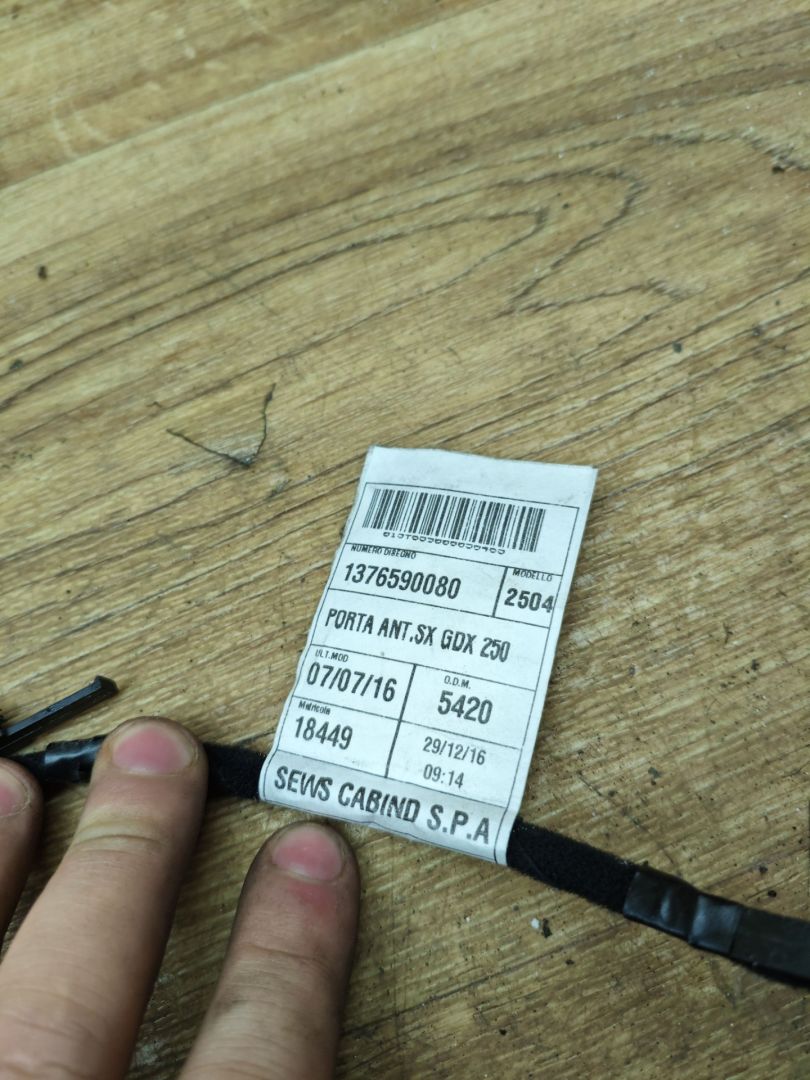 NUMERO DISEGNO
1376590080
MODELLO
2504
PORTA ANT.SX GDX 250
ULT.MOD
07/07/16
O.D.M.
5420
Matricola
18449
29/12/16
09:14
SEWS CABIND S.P.A